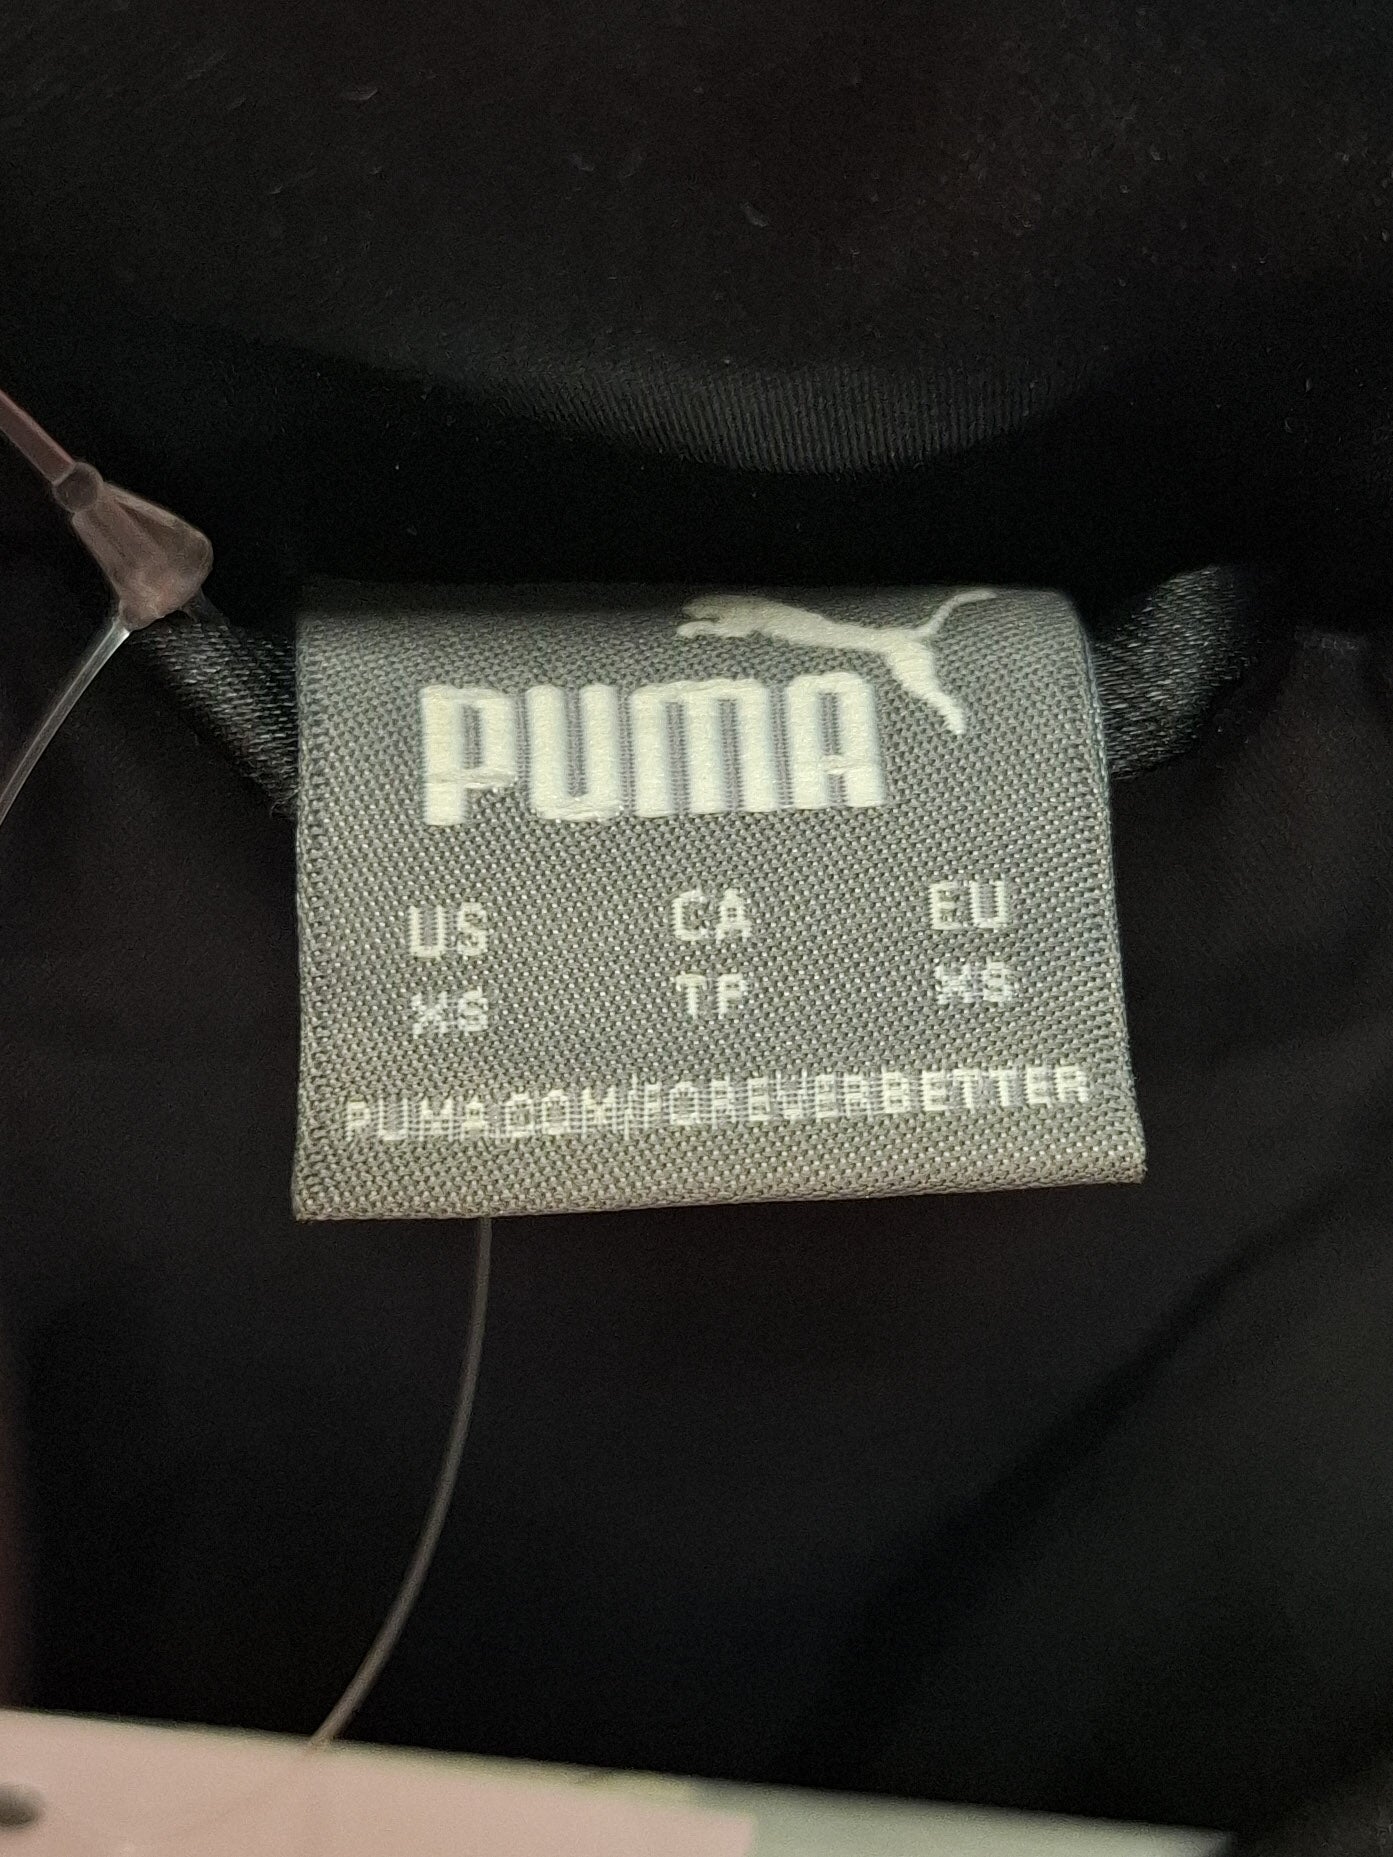 PUMA
US CA EU
XS TP XS
PUMA.COM/FOREVERBETTER